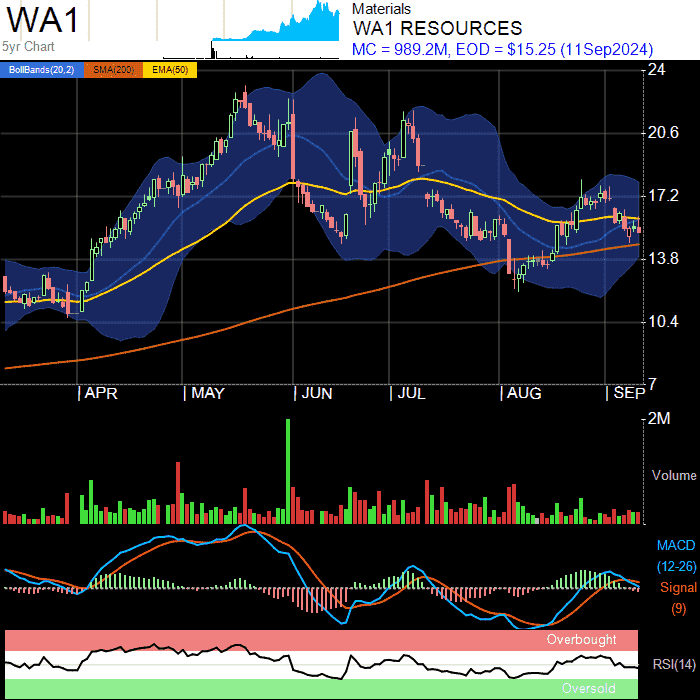 WA1
5yr Chart
Materials
WA1 RESOURCES
MC = 989.2M, EOD = $15.25 (11Sep2024)
BollBands(20,2) SMA(200) EMA(50)
24
20.6
17.2
13.8
10.4
7
APR MAY JUN JUL AUG SEP
2M
Volume
MACD
(12-26)
Signal
(9)
Overbought
RSI(14)
Oversold